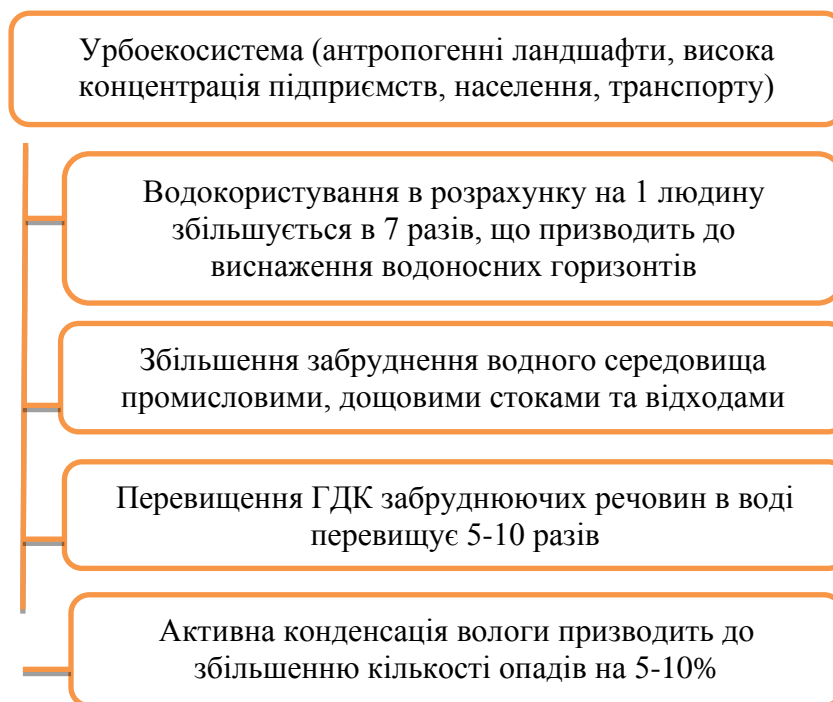 Урбоекосистема (антропогенні ландшафти, висока
концентрація підприємств, населення, транспорту)
Водокористування в розрахунку на 1 людину
збільшується в 7 разів, що призводить до
виснаження водоносних горизонтів
Збільшення забруднення водного середовища
промисловими, дощовими стоками та відходами
Перевищення ГДК забруднюючих речовин в воді
перевищує 5-10 разів
Активна конденсація вологи призводить до
збільшенню кількості опадів на 5-10%